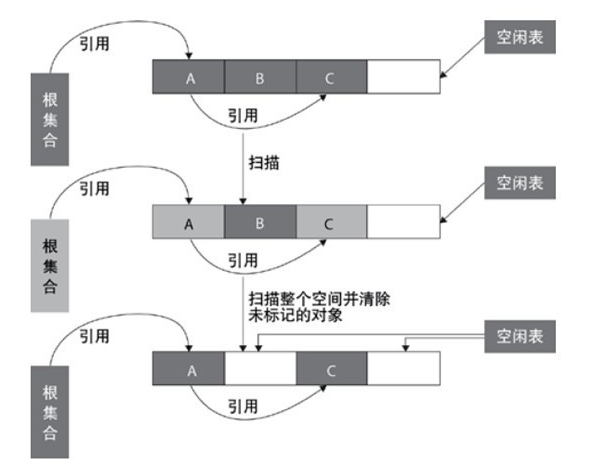 引用
空闲表
A B C
根集合
引用
扫描
引用
空闲表
A B C
根集合
引用
扫描整个空间并清除
未标记的对象
引用
空闲表
A C
根集合
引用